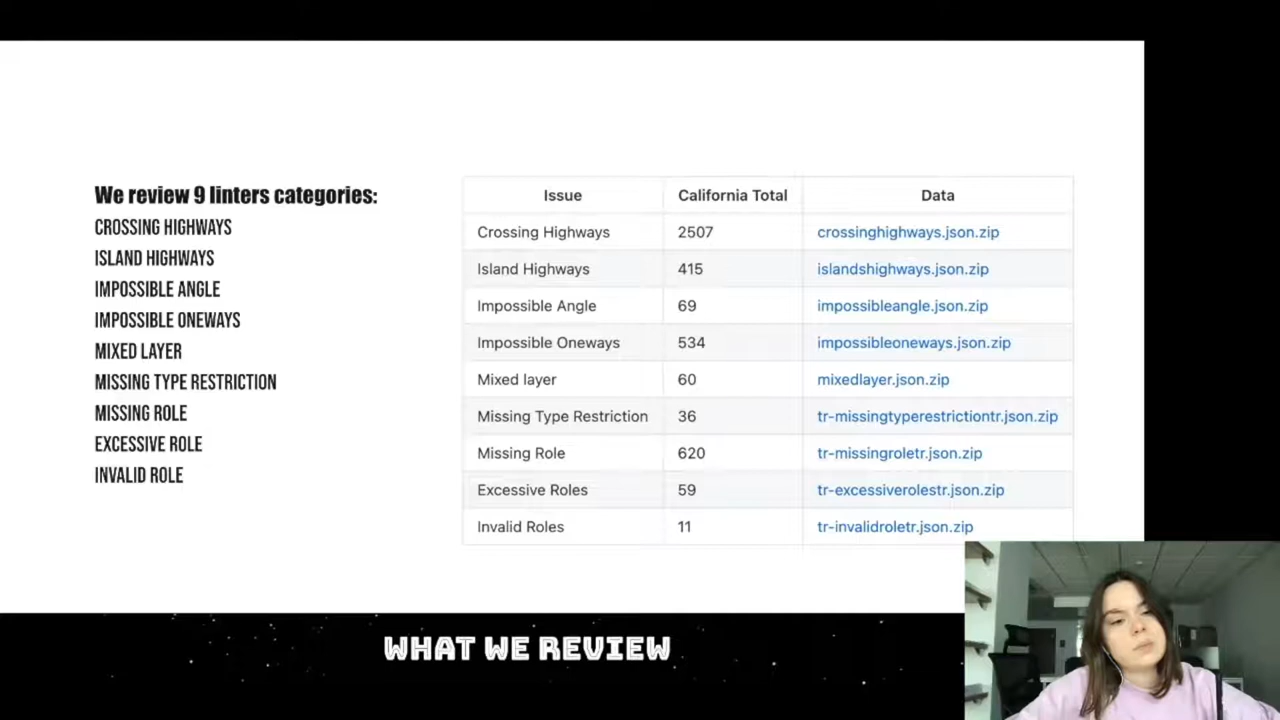 We review 9 linters categories:
CROSSING HIGHWAYS
ISLAND HIGHWAYS
IMPOSSIBLE ANGLE
IMPOSSIBLE ONEWAYS
MIXED LAYER
MISSING TYPE RESTRICTION
MISSING ROLE
EXCESSIVE ROLE
INVALID ROLE
Issue California Total Data
Crossing Highways 2507 crossinghighways.json.zip
Island Highways 415 islandshighways.json.zip
Impossible Angle 69 impossibleangle.json.zip
Impossible Oneways 534 impossibleoneways.json.zip
Mixed layer 60 mixedlayer.json.zip
Missing Type Restriction 36 tr-missingtyperestrictiontr.json.zip
Missing Role 620 tr-missingroletr.json.zip
Excessive Roles 59 tr-excessiverolestr.json.zip
Invalid Roles 11 tr-invalidroletr.json.zip
WHAT WE REVIEW